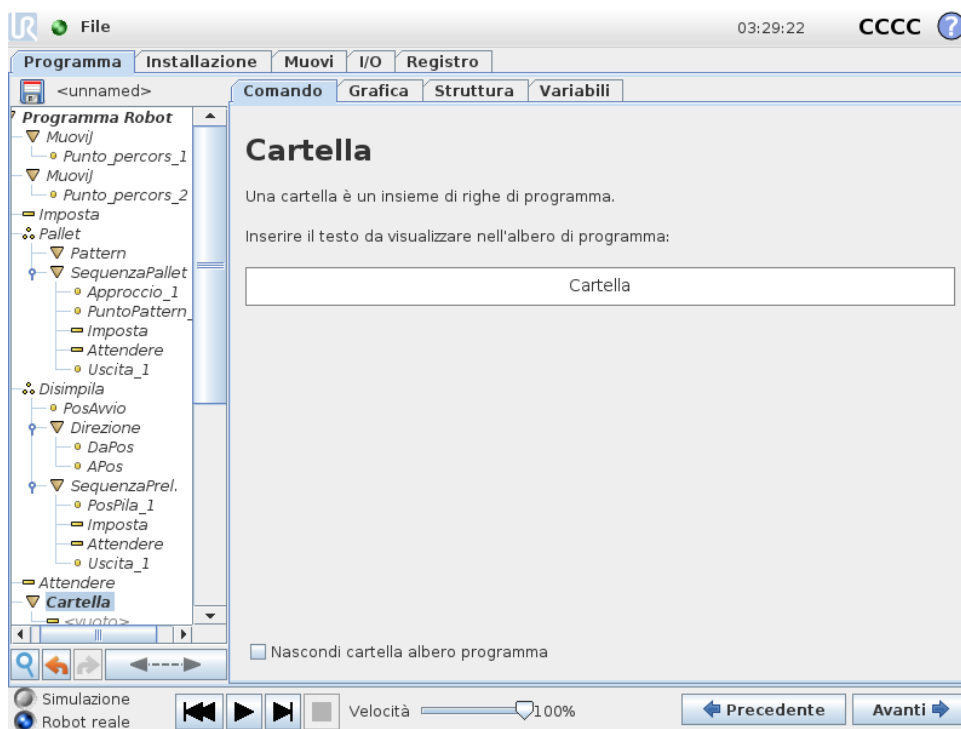 UR File 03:29:22 CCCC ?
Programma Installazione Muovi I/O Registro
<unnamed>
Comando Grafica Struttura Variabili
Programma Robot
MuoviJ
Punto_percors_1
MuoviJ
Punto_percors_2
Imposta
Pallet
Pattern
SequenzaPallet
Approccio_1
PuntoPattern_
Imposta
Attendere
Uscita_1
Disimpila
PosAvvio
Direzione
DaPos
APos
SequenzaPrel.
PosPila_1
Imposta
Attendere
Uscita_1
Attendere
Cartella
<vuoto>
Cartella
Una cartella è un insieme di righe di programma.
Inserire il testo da visualizzare nell'albero di programma:
Cartella
Nascondi cartella albero programma
Simulazione
Robot reale
Velocità 100%
Precedente Avanti